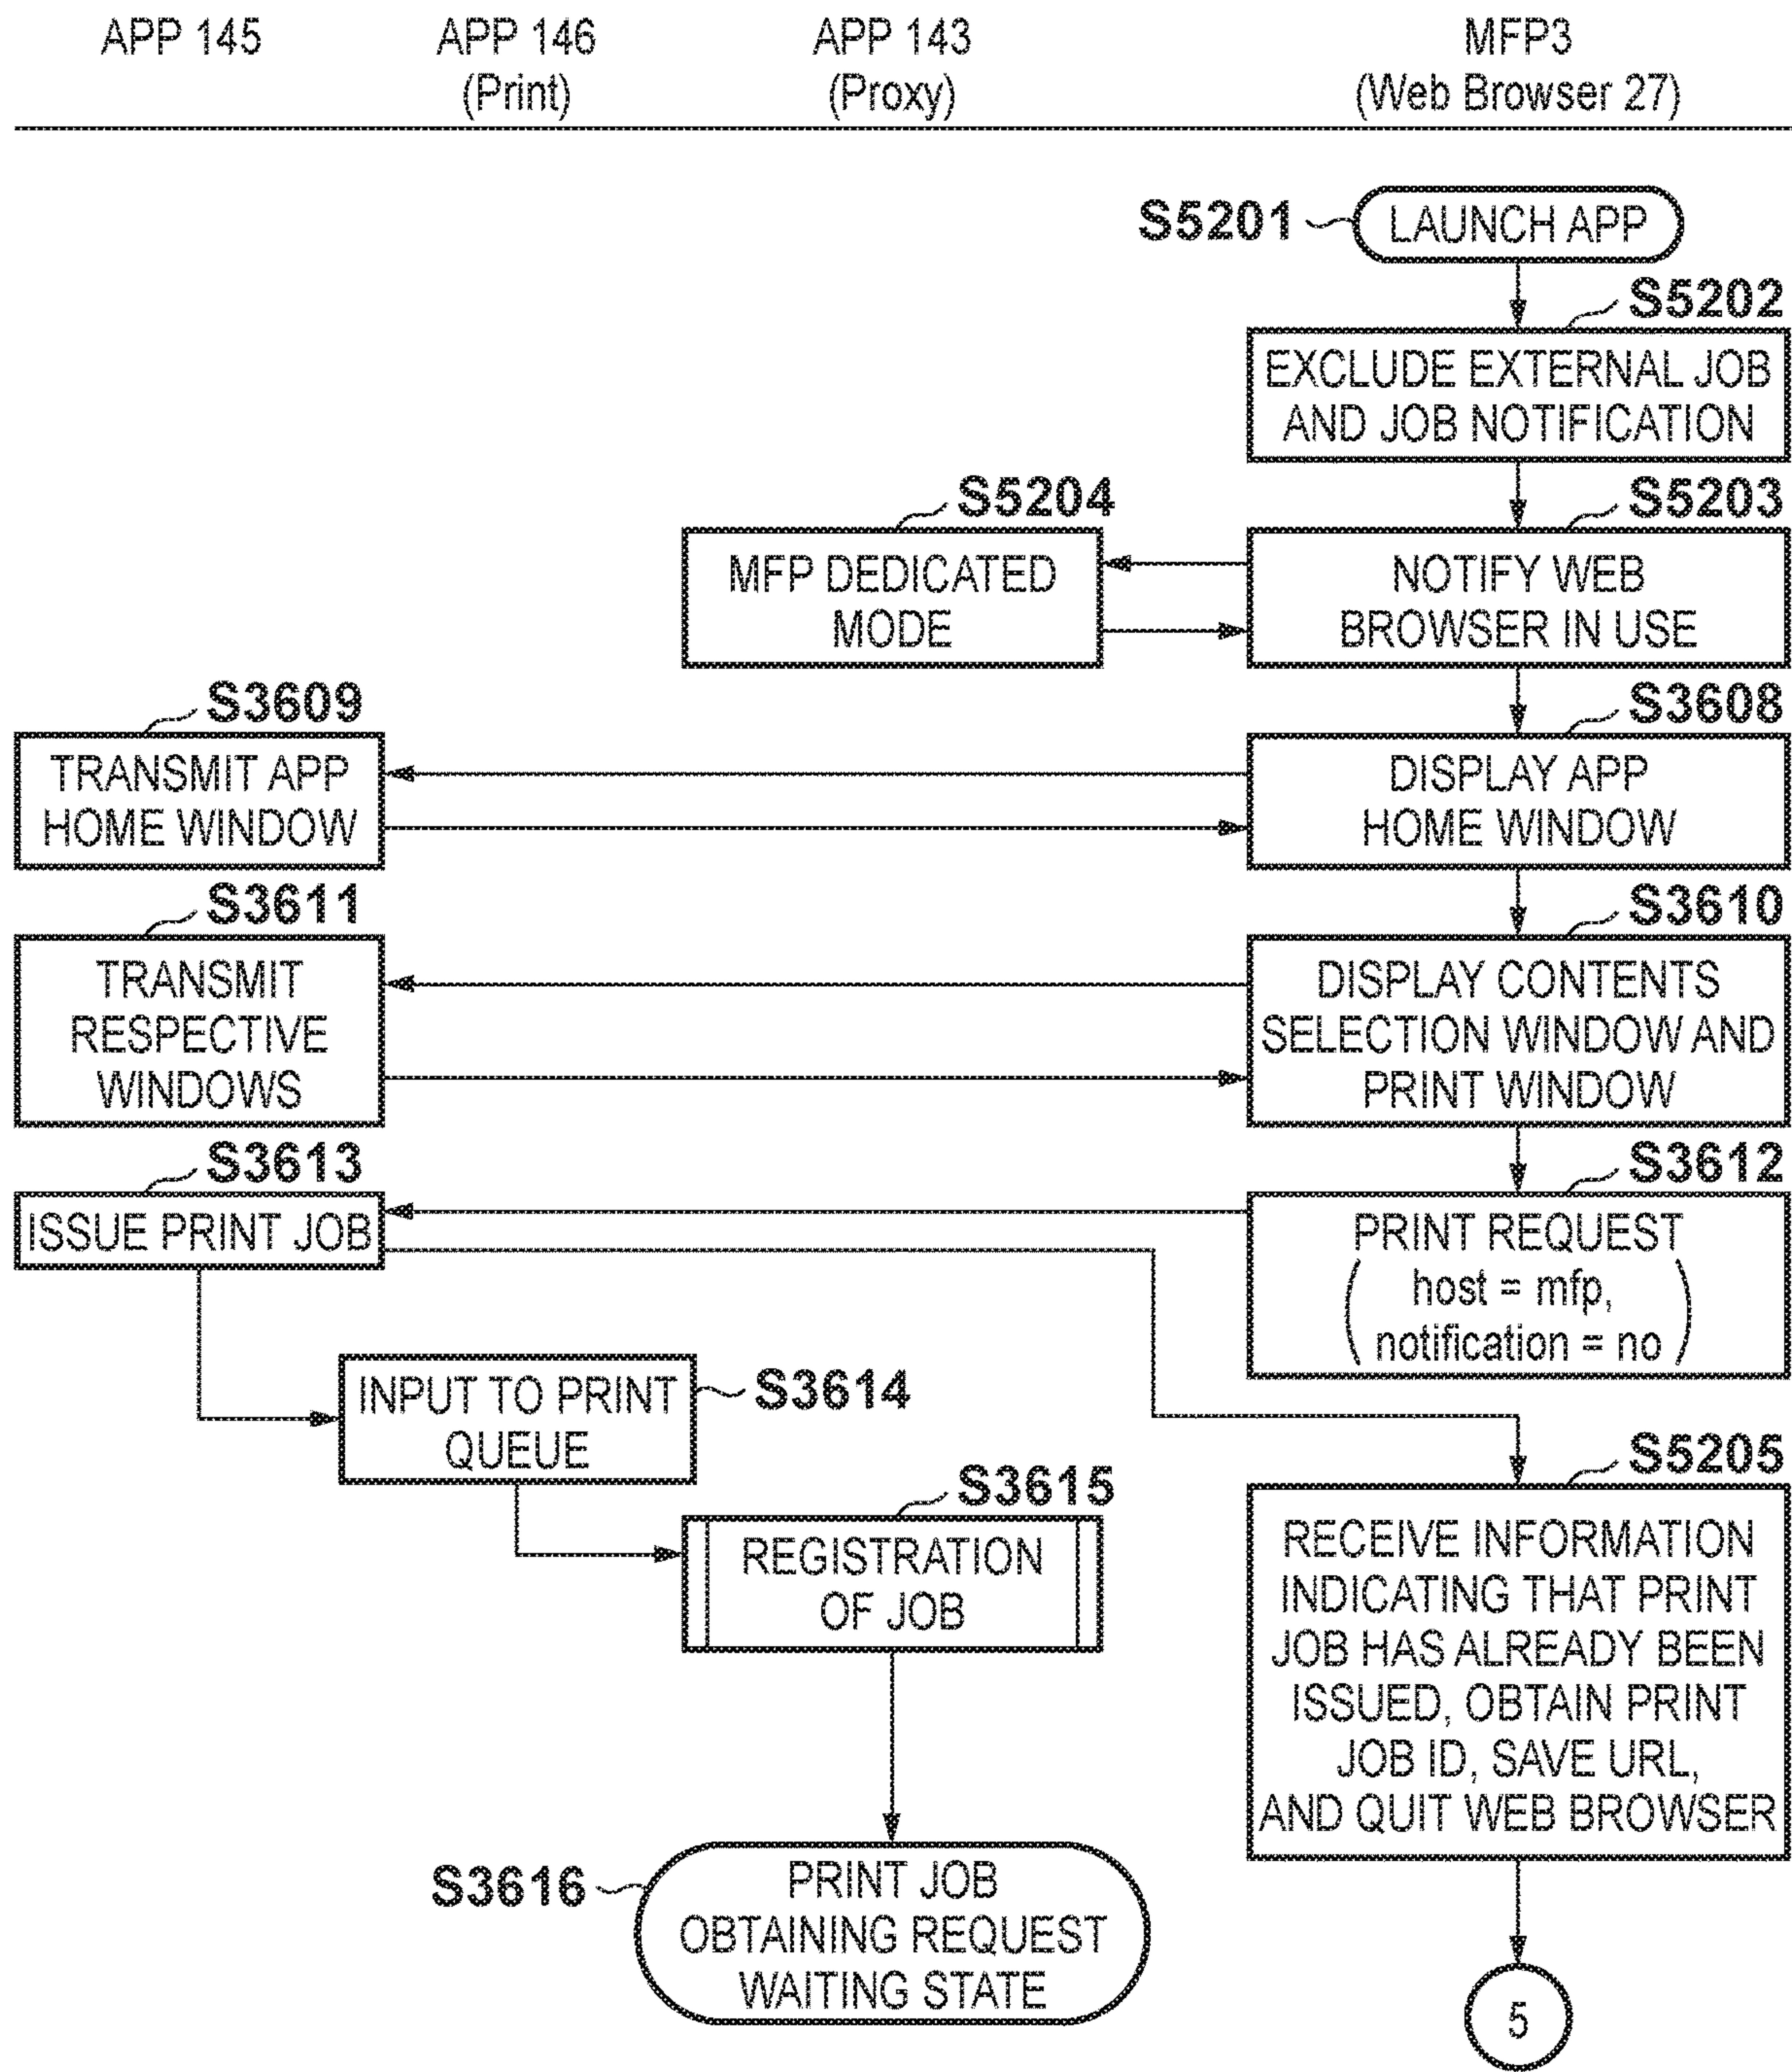 APP 145
APP 146
(Print)
APP 143
(Proxy)
MFP3
(Web Browser 27)
S5201
LAUNCH APP
S5202
EXCLUDE EXTERNAL JOB
AND JOB NOTIFICATION
S5204
MFP DEDICATED
MODE
S5203
NOTIFY WEB
BROWSER IN USE
S3609
TRANSMIT APP
HOME WINDOW
S3608
DISPLAY APP
HOME WINDOW
S3611
TRANSMIT
RESPECTIVE
WINDOWS
S3610
DISPLAY CONTENTS
SELECTION WINDOW AND
PRINT WINDOW
S3613
ISSUE PRINT JOB
S3612
PRINT REQUEST
( host = mfp,
notification = no )
INPUT TO PRINT
QUEUE
S3614
S3615
REGISTRATION
OF JOB
S5205
RECEIVE INFORMATION
INDICATING THAT PRINT
JOB HAS ALREADY BEEN
ISSUED, OBTAIN PRINT
JOB ID, SAVE URL,
AND QUIT WEB BROWSER
S3616
PRINT JOB
OBTAINING REQUEST
WAITING STATE
5